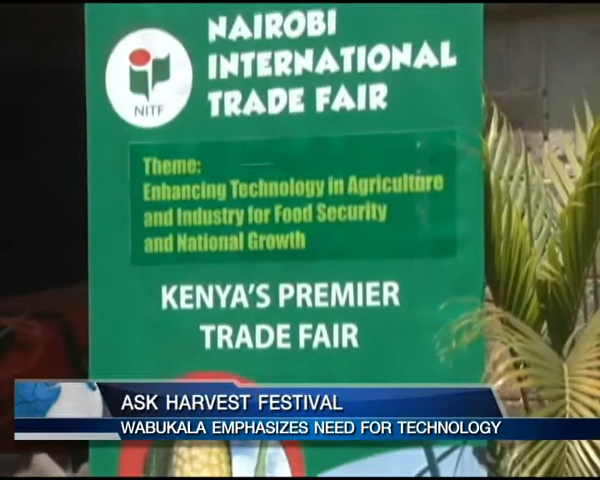 NAIROBI
INTERNATIONAL
TRADE FAIR
NITF
Theme:
Enhancing Technology in Agriculture
and Industry for Food Security
and National Growth
KENYA'S PREMIER
TRADE FAIR
ASK HARVEST FESTIVAL
WABUKALA EMPHASIZES NEED FOR TECHNOLOGY